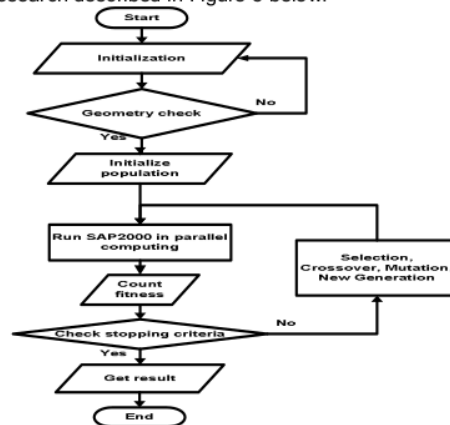 research described in Figure 3 below.
Start
Initialization
No
Geometry check
Yes
Initialize
population
Run SAP2000 in parallel
computing
Selection,
Crossover, Mutation
New Generation
Count
fitness
No
Check stopping criteria
Yes
Get result
End